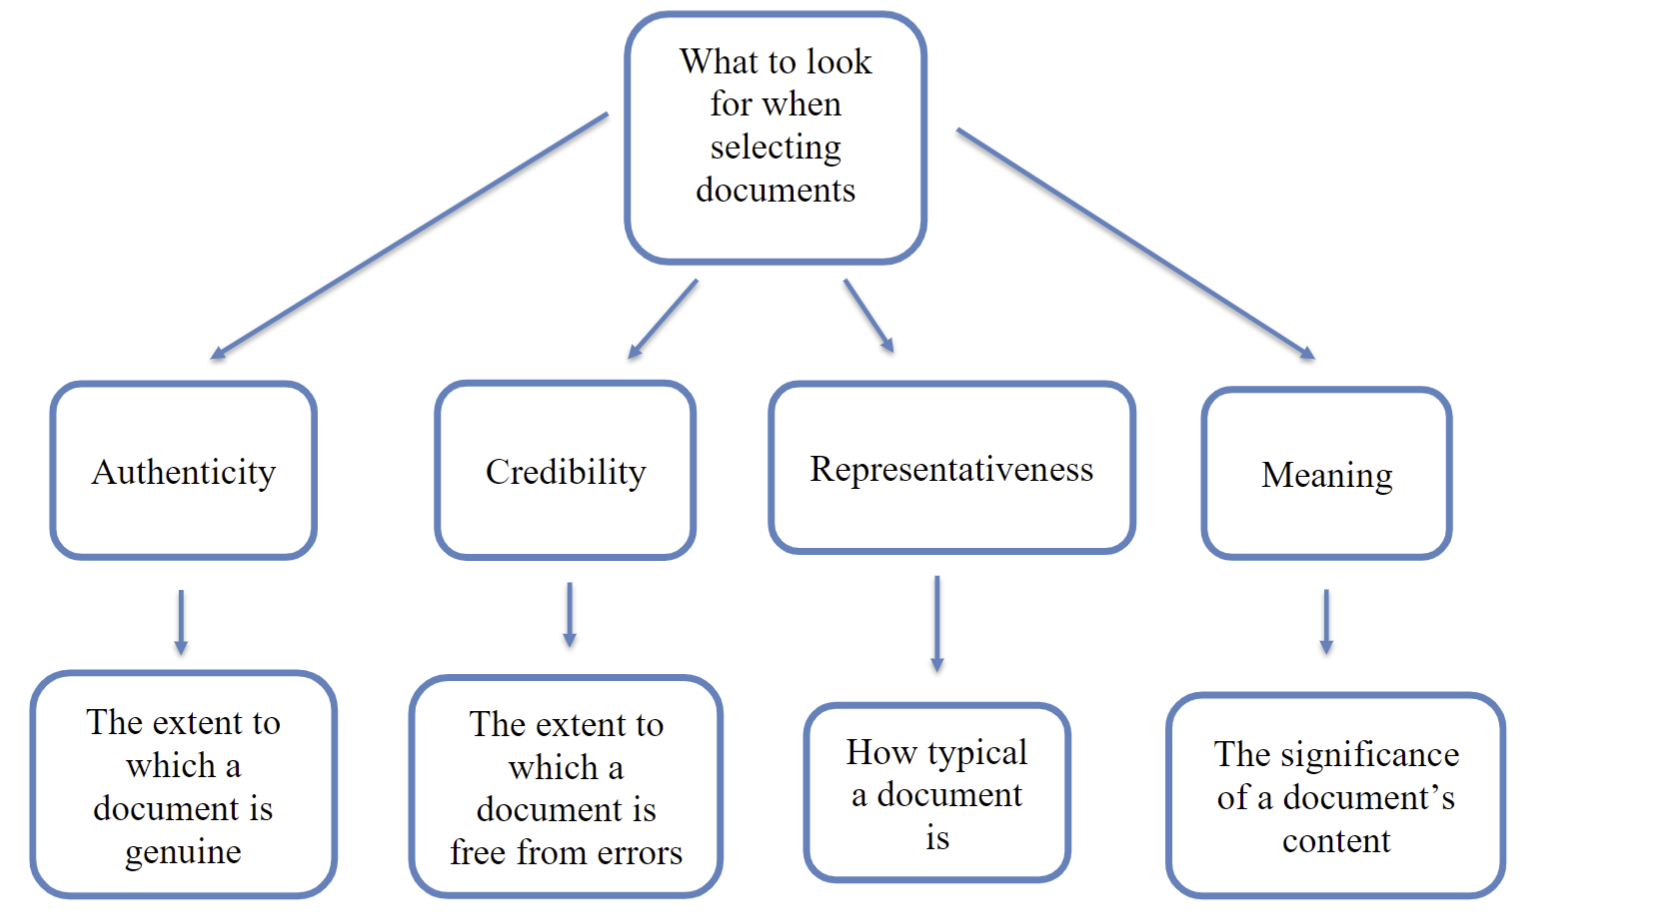 What to look
for when
selecting
documents
Authenticity
Credibility
Representativeness
Meaning
The extent to
which a
document is
genuine
The extent to
which a
document is
free from errors
How typical
a document
is
The significance
of a document’s
content